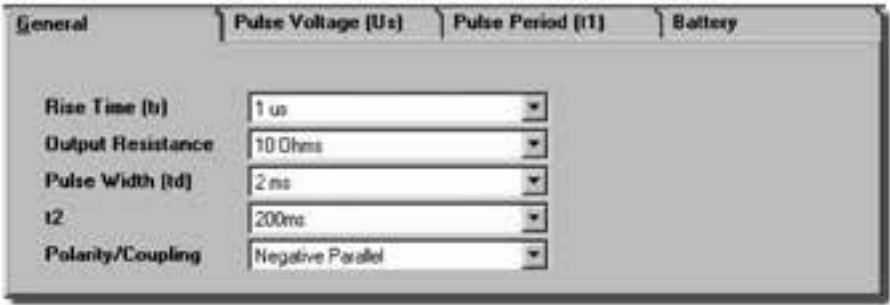 General Pulse Voltage (Us) Pulse Period (t1) Battery
Rise Time (tr) 1 us
Output Resistance 10 Ohms
Pulse Width (td) 2 ms
t2 200ms
Polarity/Coupling Negative Parallel